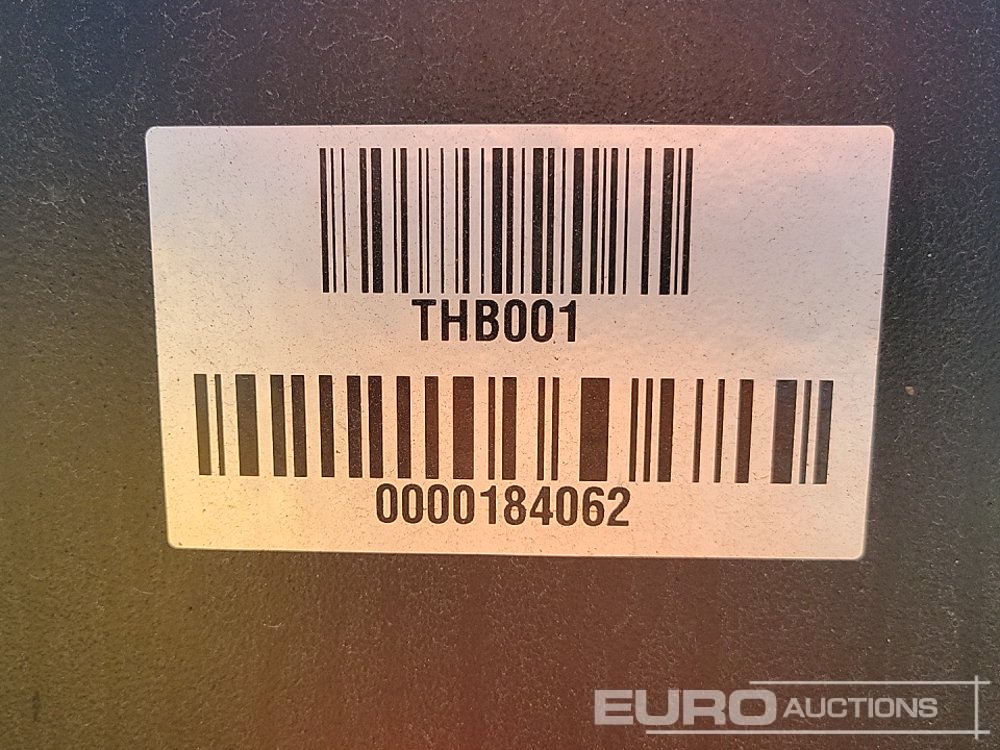 THB001
0000184062
EURO AUCTIONS